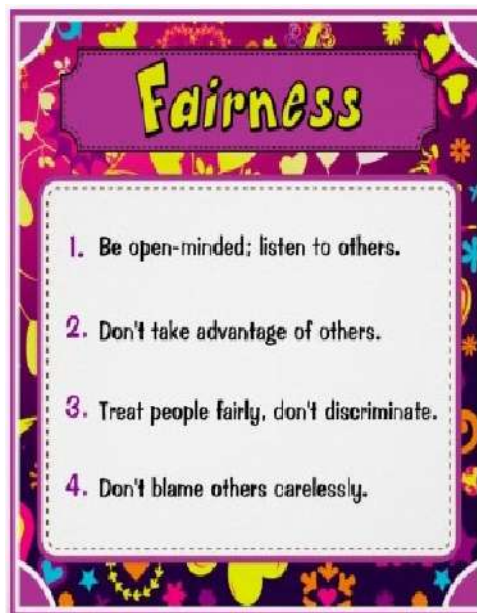 Fairness
1. Be open-minded; listen to others.
2. Don't take advantage of others.
3. Treat people fairly, don't discriminate.
4. Don't blame others carelessly.